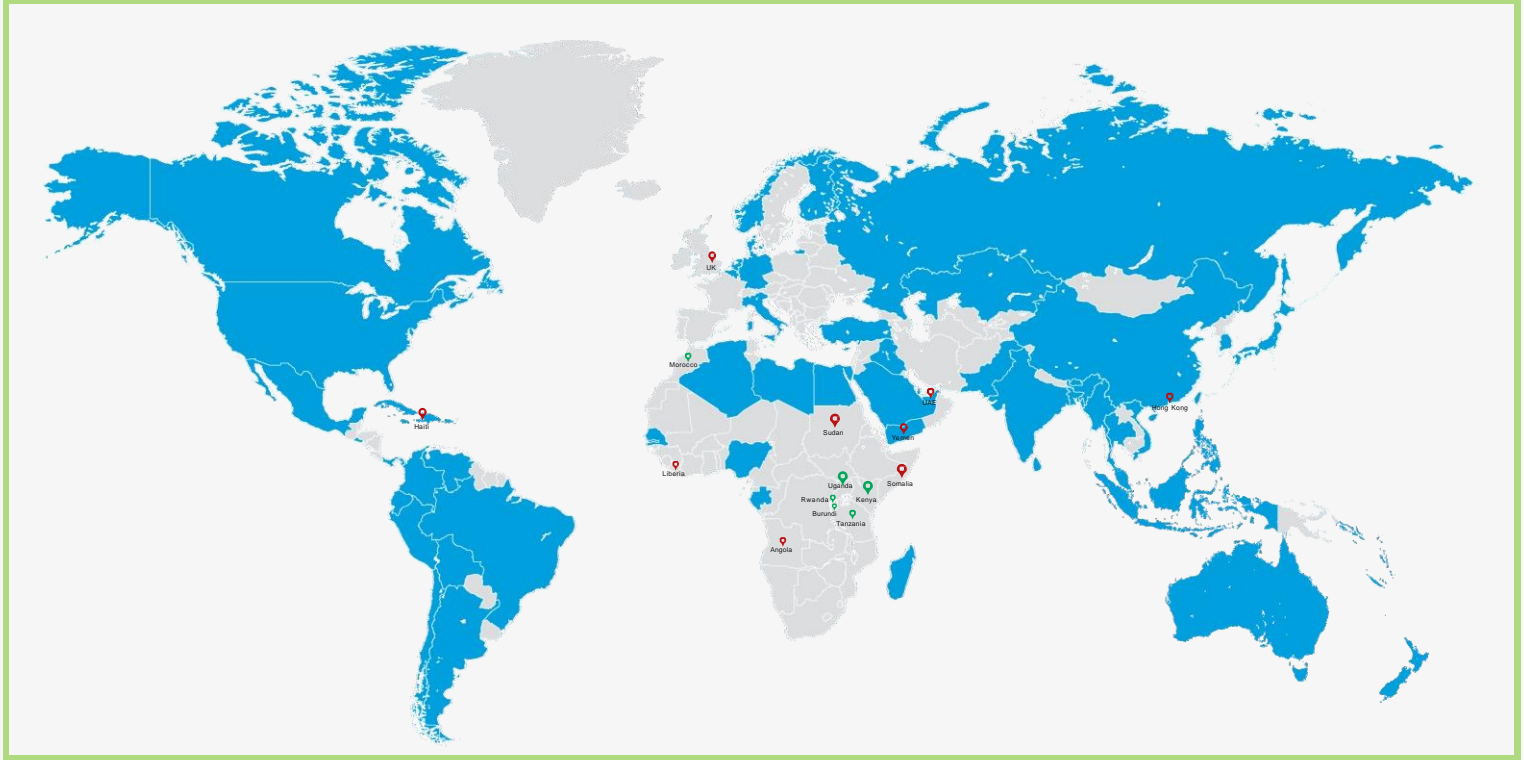 UK
Morocco
UAE
Hong Kong
Haiti
Sudan
Yemen
Liberia
Somalia
Uganda
Rwanda
Kenya
Burundi
Tanzania
Angola